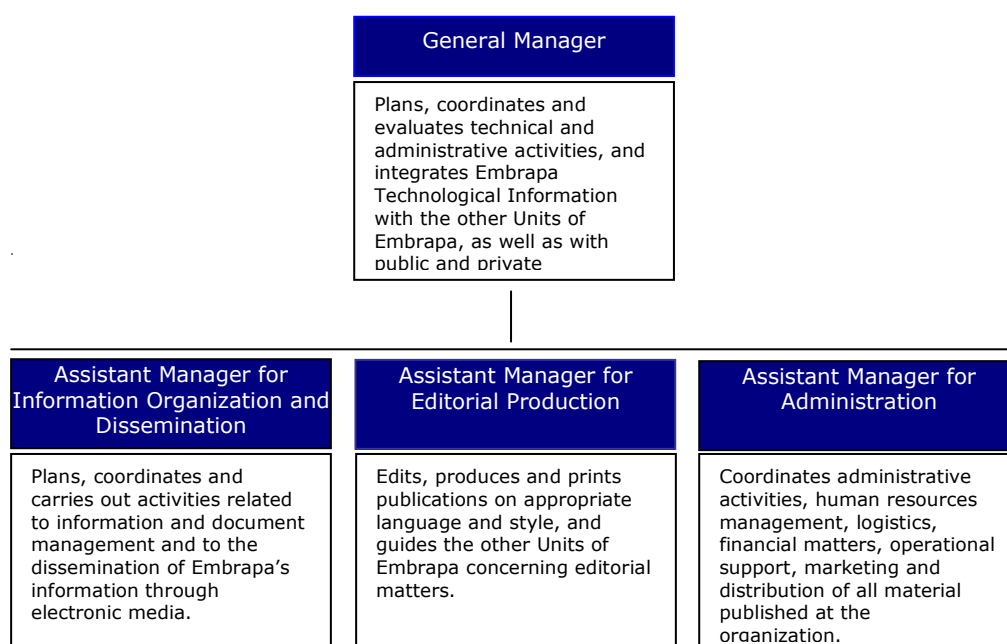 General Manager
Plans, coordinates and
evaluates technical and
administrative activities, and
integrates Embrapa
Technological Information
with the other Units of
Embrapa, as well as with
public and private
Assistant Manager for
Information Organization and
Dissemination
Plans, coordinates and
carries out activities related
to information and document
management and to the
dissemination of Embrapa’s
information through
electronic media.
Assistant Manager for
Editorial Production
Edits, produces and prints
publications on appropriate
language and style, and
guides the other Units of
Embrapa concerning editorial
matters.
Assistant Manager for
Administration
Coordinates administrative
activities, human resources
management, logistics,
financial matters, operational
support, marketing and
distribution of all material
published at the
organization.